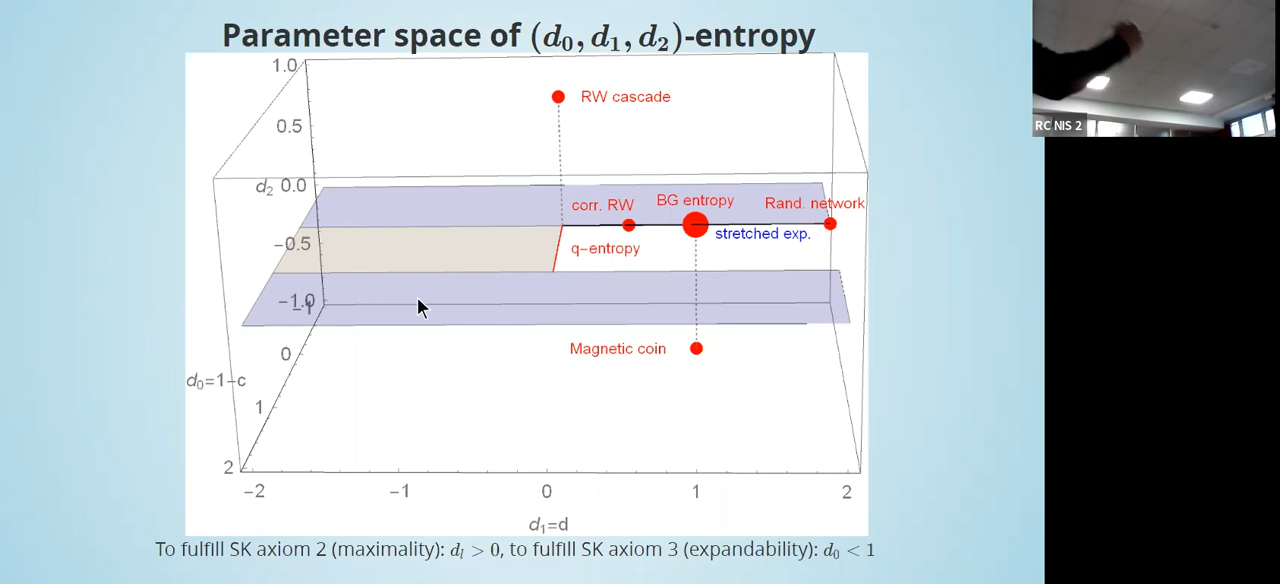 Parameter space of (d₀, d₁, d₂)-entropy
1.0
RW cascade
0.5
RC NIS 2
d₂ 0.0
corr. RW BG entropy Rand. network
stretched exp.
−0.5 q−entropy
−1.0
−1
Magnetic coin
0
d₀=1−c
1
2
−2 −1 0 1 2
d₁=d
To fulfill SK axiom 2 (maximality): dₗ > 0, to fulfill SK axiom 3 (expandability): d₀ < 1